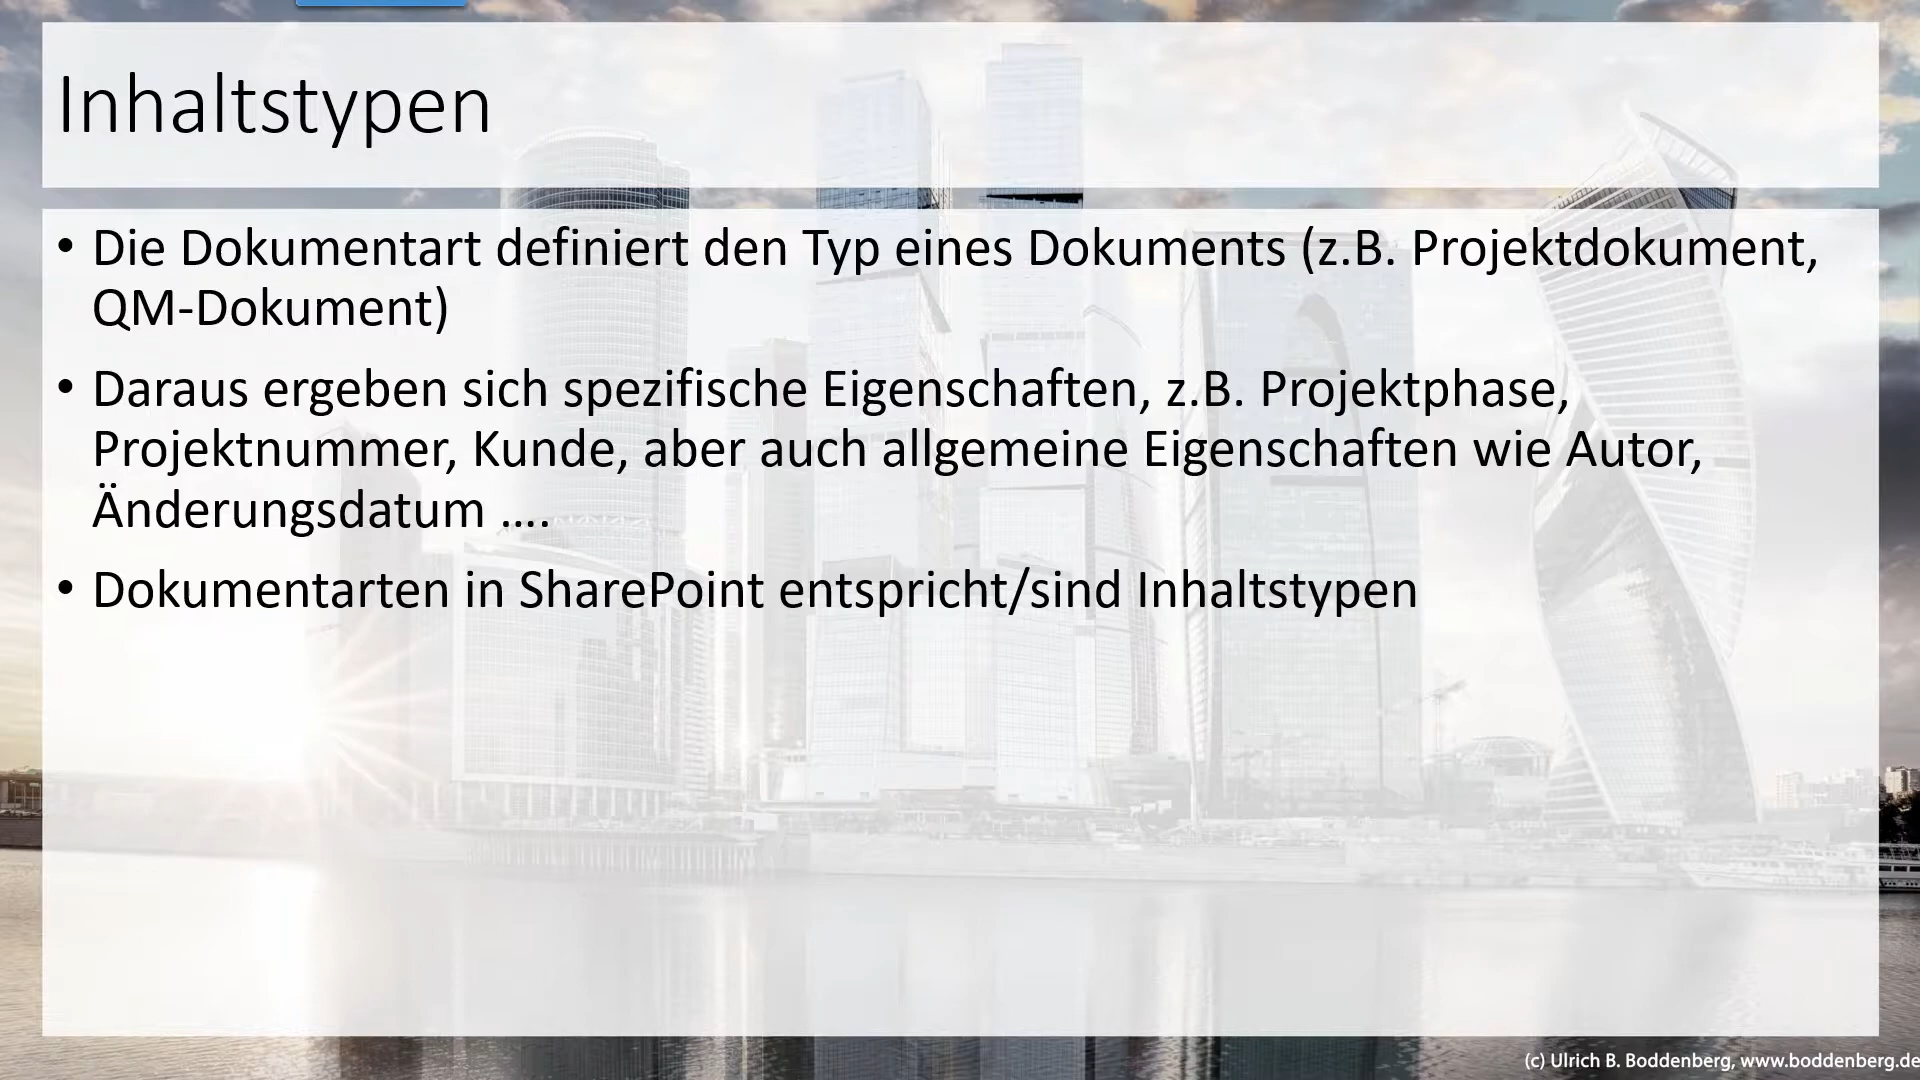 Inhaltstypen
• Die Dokumentart definiert den Typ eines Dokuments (z.B. Projektdokument,
QM-Dokument)
• Daraus ergeben sich spezifische Eigenschaften, z.B. Projektphase,
Projektnummer, Kunde, aber auch allgemeine Eigenschaften wie Autor,
Änderungsdatum ….
• Dokumentarten in SharePoint entspricht/sind Inhaltstypen
(c) Ulrich B. Boddenberg, www.boddenberg.de